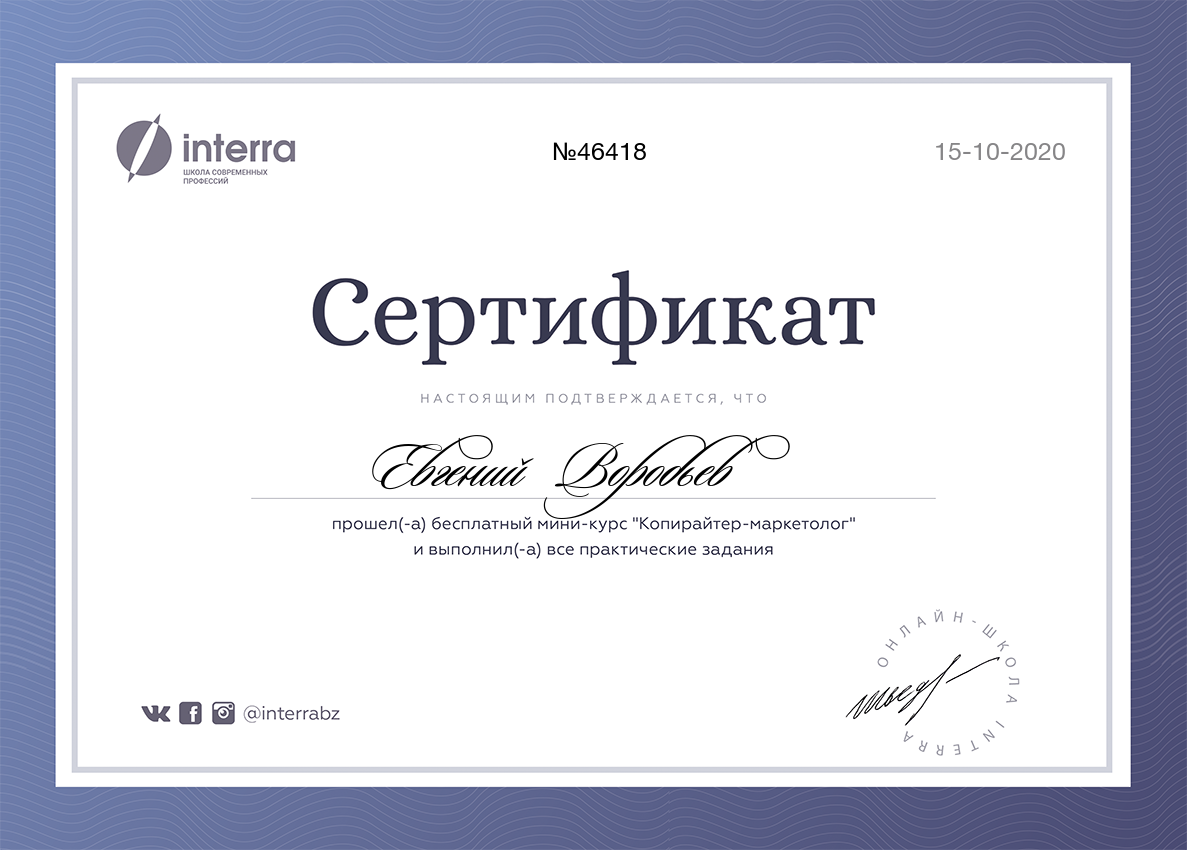 interra
ШКОЛА СОВРЕМЕННЫХ
ПРОФЕССИЙ
№46418
15-10-2020
Сертификат
НАСТОЯЩИМ ПОДТВЕРЖДАЕТСЯ, ЧТО
Евгений Воробьев
прошел(-а) бесплатный мини-курс "Копирайтер-маркетолог"
и выполнил(-а) все практические задания
ОНЛАЙН-ШКОЛА INTERRA
@interrabz